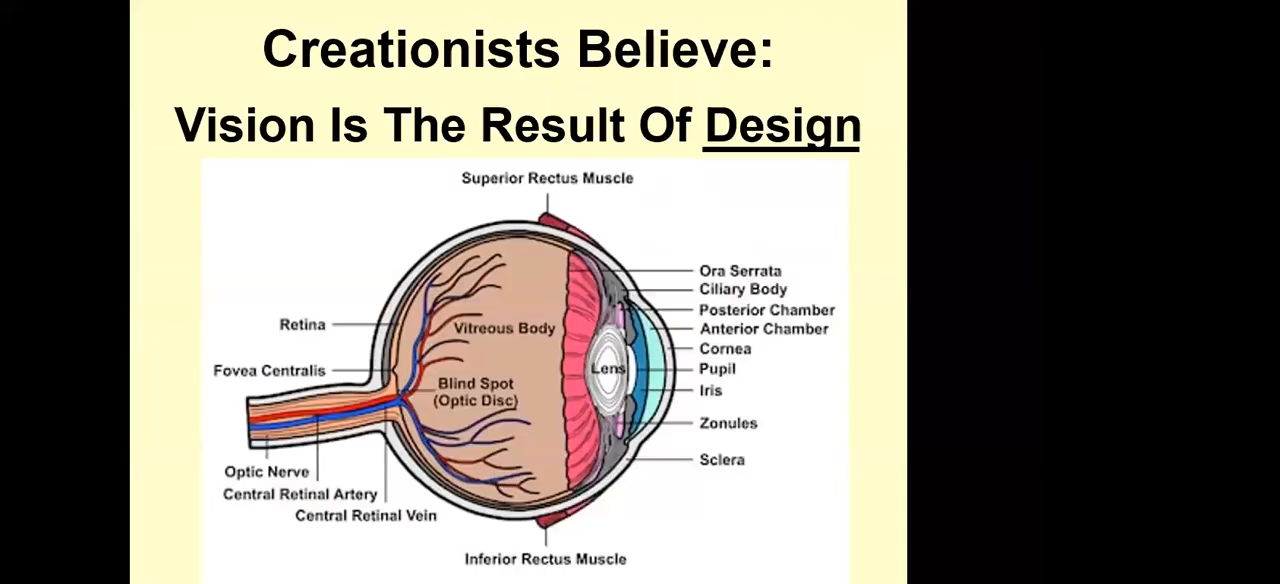 Creationists Believe:
Vision Is The Result Of Design
Superior Rectus Muscle
Ora Serrata
Ciliary Body
Posterior Chamber
Anterior Chamber
Cornea
Pupil
Iris
Zonules
Sclera
Retina
Vitreous Body
Fovea Centralis
Lens
Blind Spot
(Optic Disc)
Optic Nerve
Central Retinal Artery
Central Retinal Vein
Inferior Rectus Muscle